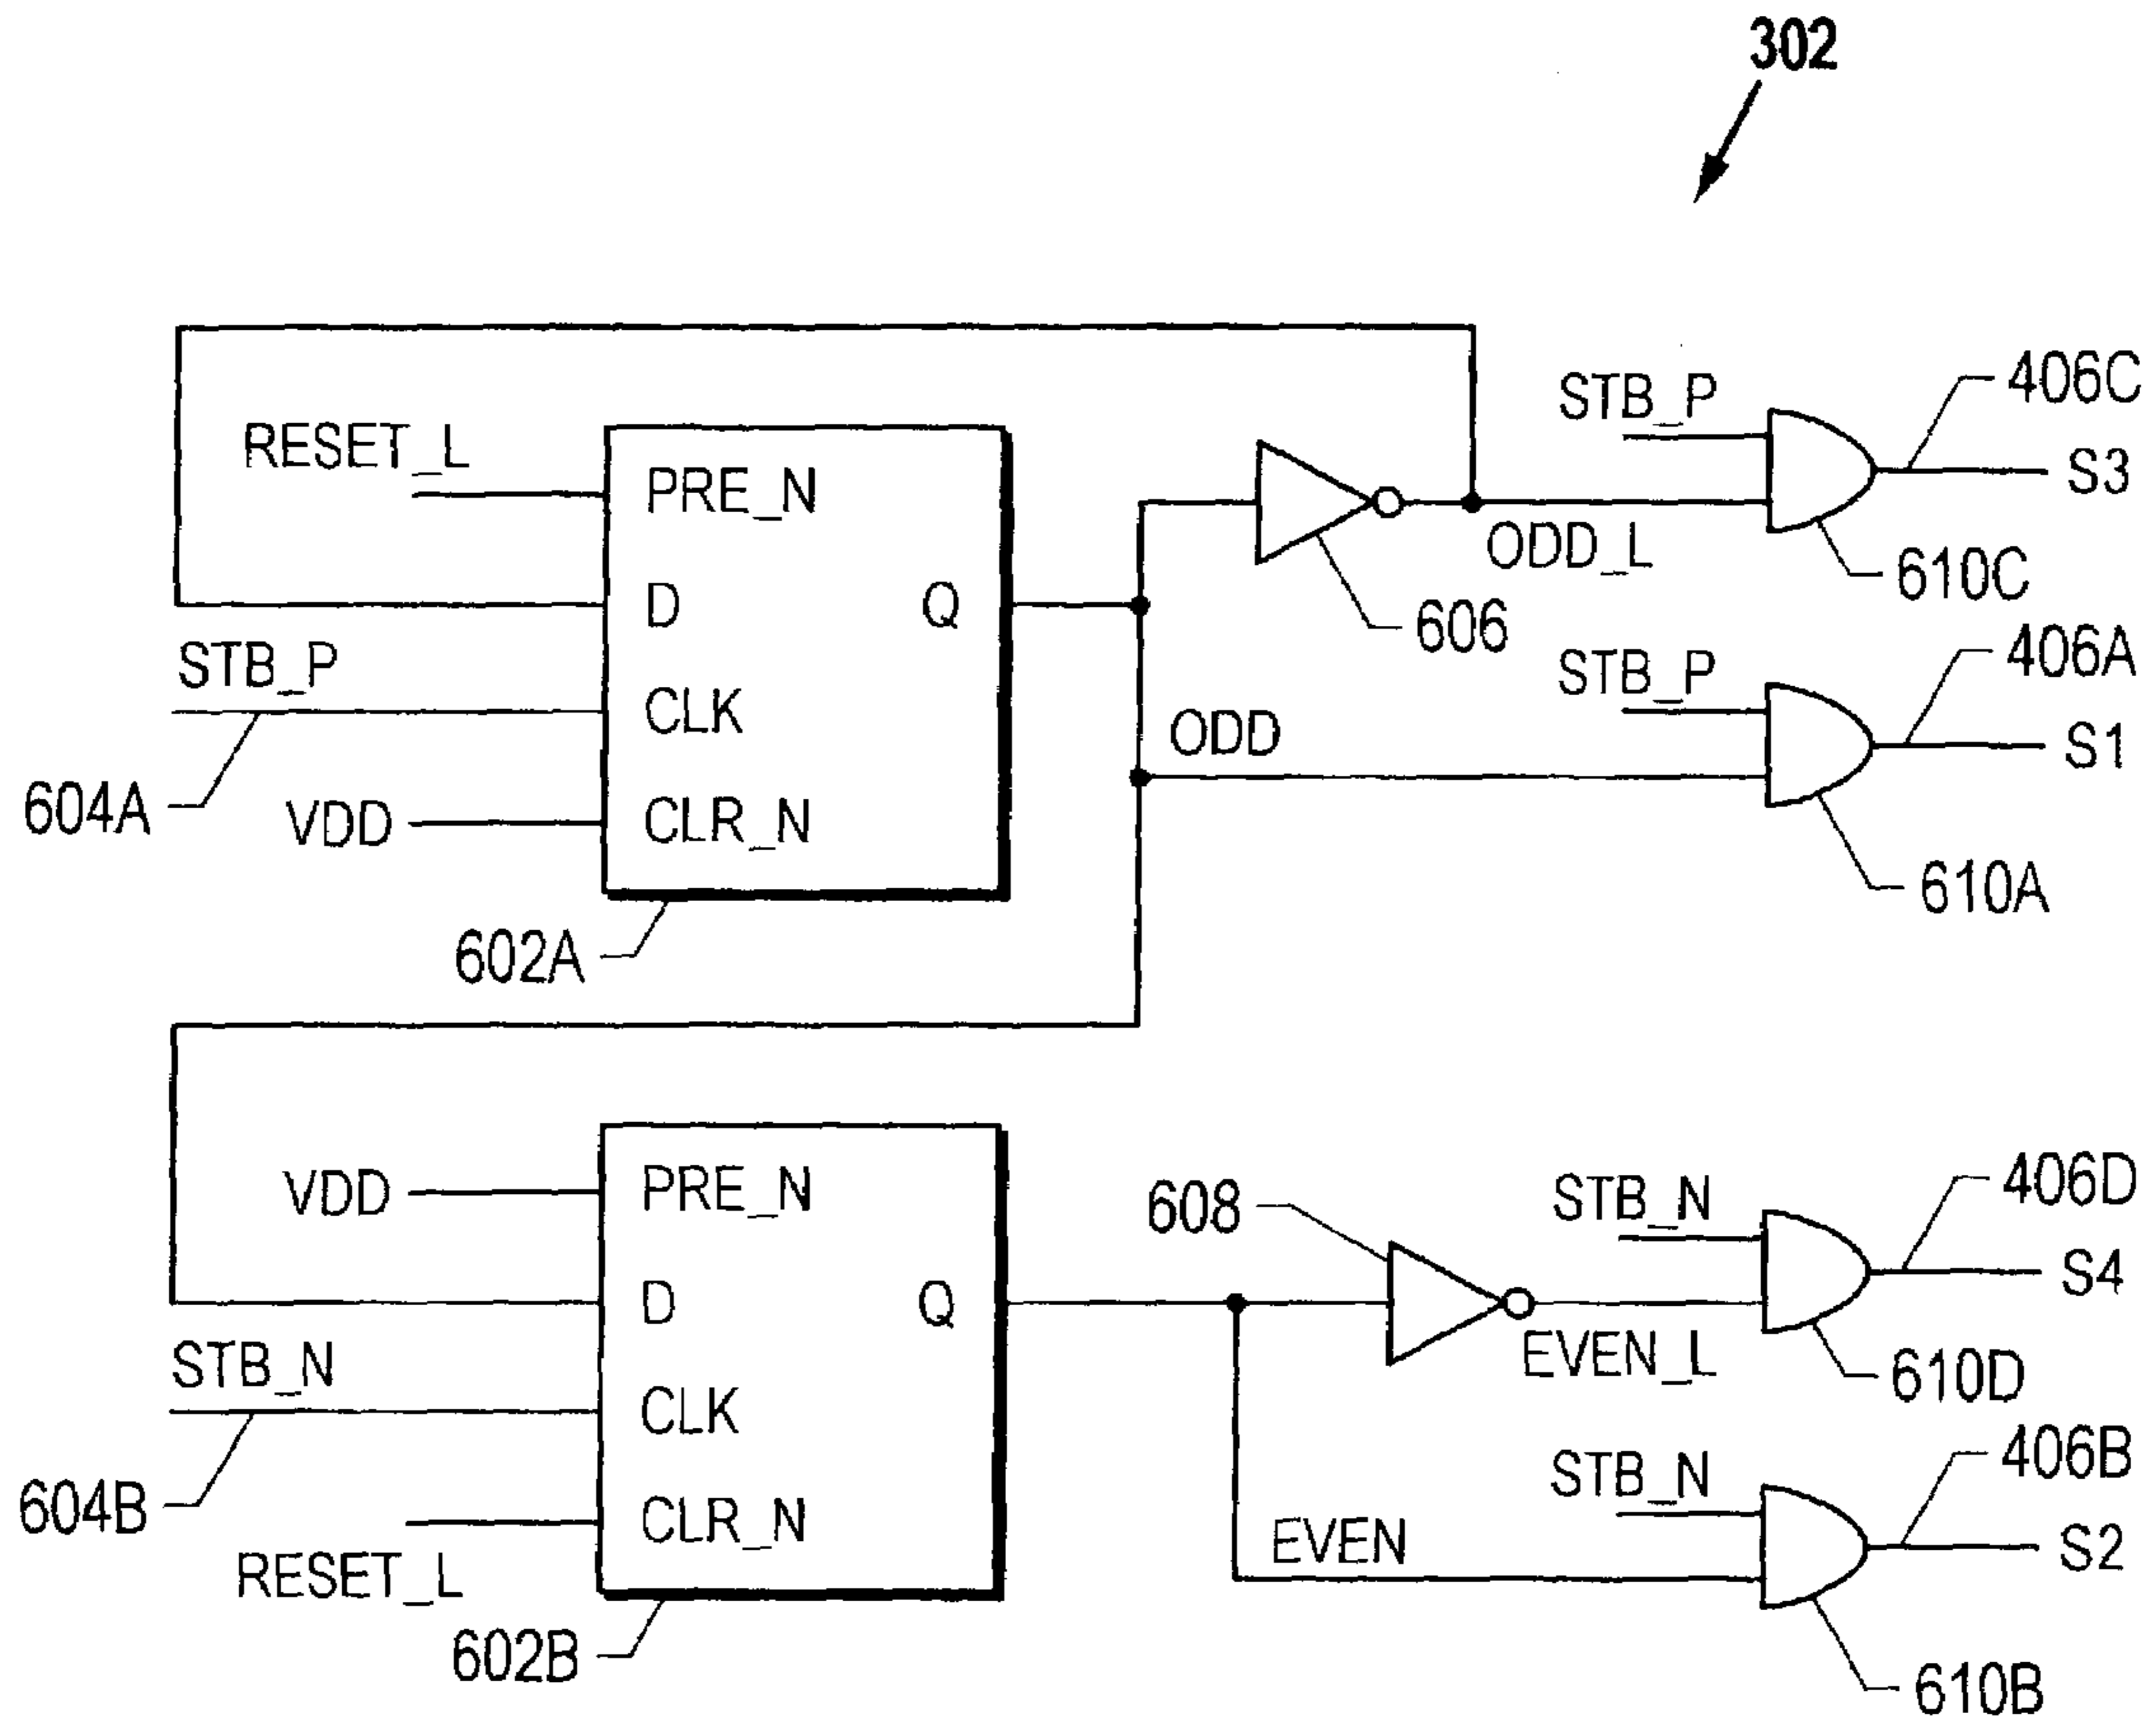 302
STB_P
406C
RESET_L
PRE_N
S3
ODD_L
610C
D
Q
606
STB_P
STB_P
406A
CLK
ODD
S1
604A
VDD
CLR_N
610A
602A
VDD
PRE_N
608
STB_N
406D
S4
D
Q
STB_N
EVEN_L
610D
CLK
STB_N
406B
604B
CLR_N
EVEN
S2
RESET_L
602B
610B